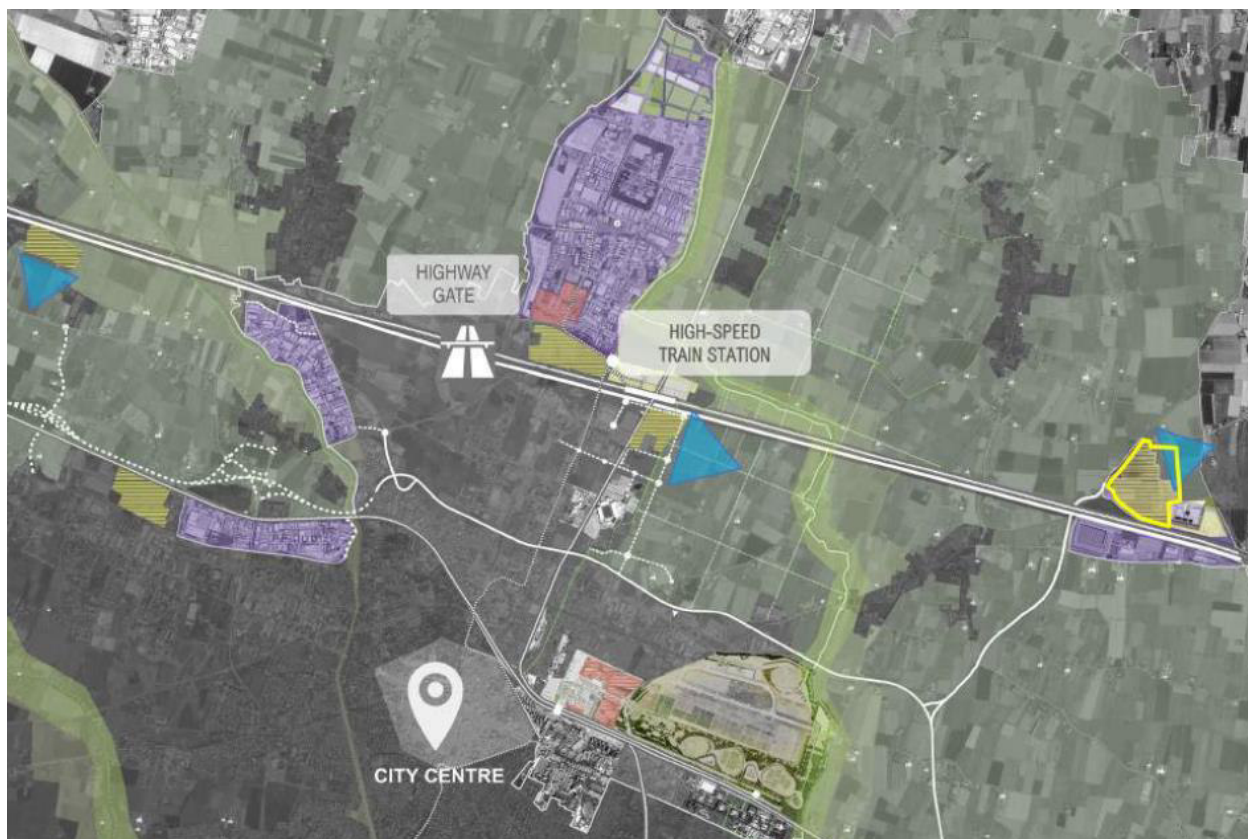 HIGHWAY
GATE
HIGH-SPEED
TRAIN STATION
CITY CENTRE